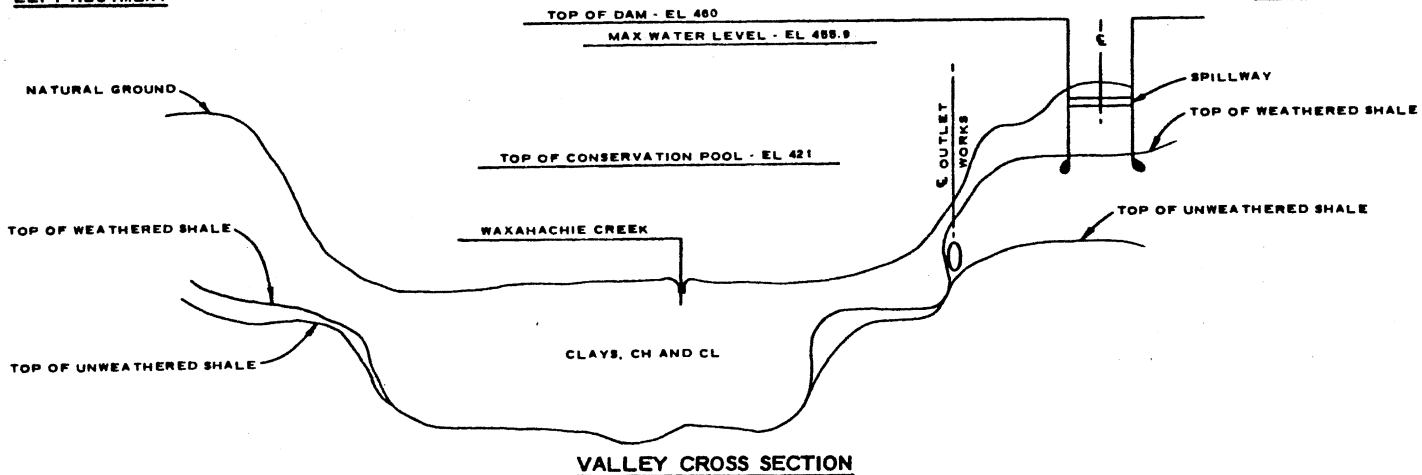 LEFT ABUTMENT
TOP OF DAM - EL 460
MAX WATER LEVEL - EL 455.9
NATURAL GROUND
SPILLWAY
TOP OF WEATHERED SHALE
℄ OUTLET
WORKS
℄
TOP OF CONSERVATION POOL - EL 421
TOP OF UNWEATHERED SHALE
TOP OF WEATHERED SHALE
WAXAHACHIE CREEK
CLAYS, CH AND CL
TOP OF UNWEATHERED SHALE
VALLEY CROSS SECTION